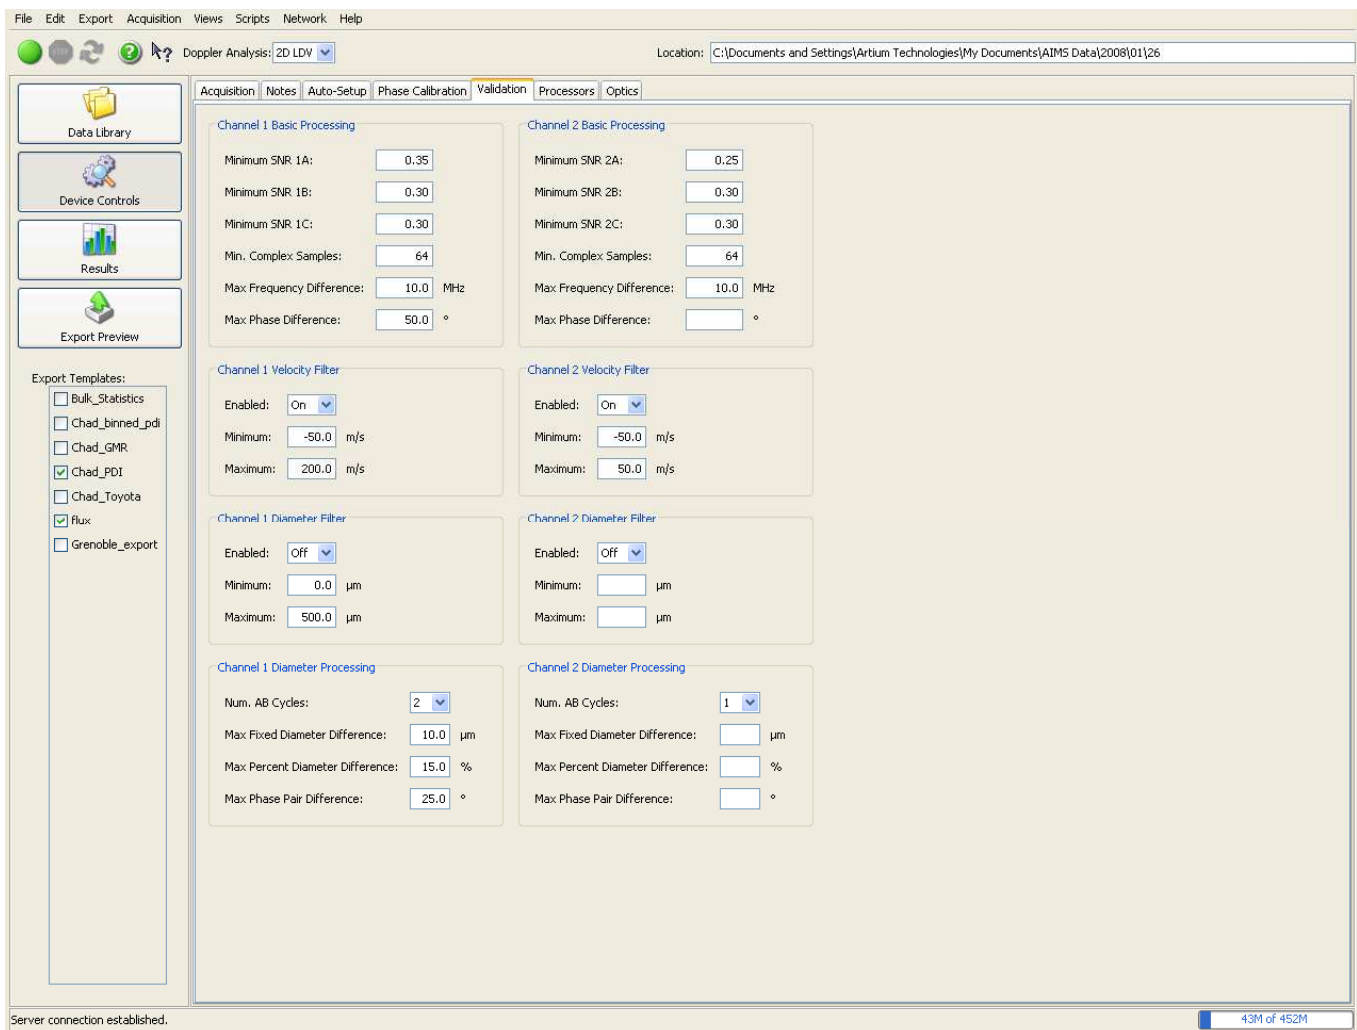 File Edit Export Acquisition Views Scripts Network Help
Doppler Analysis: 2D LDV Location: C:\Documents and Settings\Artium Technologies\My Documents\AIMS Data\2008\01\26
Data Library
Device Controls
Results
Export Preview
Export Templates:
Bulk_Statistics
Chad_binned_pdi
Chad_GMR
Chad_PDI
Chad_Toyota
flux
Grenoble_export
Acquisition Notes Auto-Setup Phase Calibration Validation Processors Optics
Channel 1 Basic Processing
Minimum SNR 1A: 0.35
Minimum SNR 1B: 0.30
Minimum SNR 1C: 0.30
Min. Complex Samples: 64
Max Frequency Difference: 10.0 MHz
Max Phase Difference: 50.0 °
Channel 2 Basic Processing
Minimum SNR 2A: 0.25
Minimum SNR 2B: 0.30
Minimum SNR 2C: 0.30
Min. Complex Samples: 64
Max Frequency Difference: 10.0 MHz
Max Phase Difference: °
Channel 1 Velocity Filter
Enabled: On
Minimum: -50.0 m/s
Maximum: 200.0 m/s
Channel 2 Velocity Filter
Enabled: On
Minimum: -50.0 m/s
Maximum: 50.0 m/s
Channel 1 Diameter Filter
Enabled: Off
Minimum: 0.0 µm
Maximum: 500.0 µm
Channel 2 Diameter Filter
Enabled: Off
Minimum: µm
Maximum: µm
Channel 1 Diameter Processing
Num. AB Cycles: 2
Max Fixed Diameter Difference: 10.0 µm
Max Percent Diameter Difference: 15.0 %
Max Phase Pair Difference: 25.0 °
Channel 2 Diameter Processing
Num. AB Cycles: 1
Max Fixed Diameter Difference: µm
Max Percent Diameter Difference: %
Max Phase Pair Difference: °
Server connection established. 43M of 452M